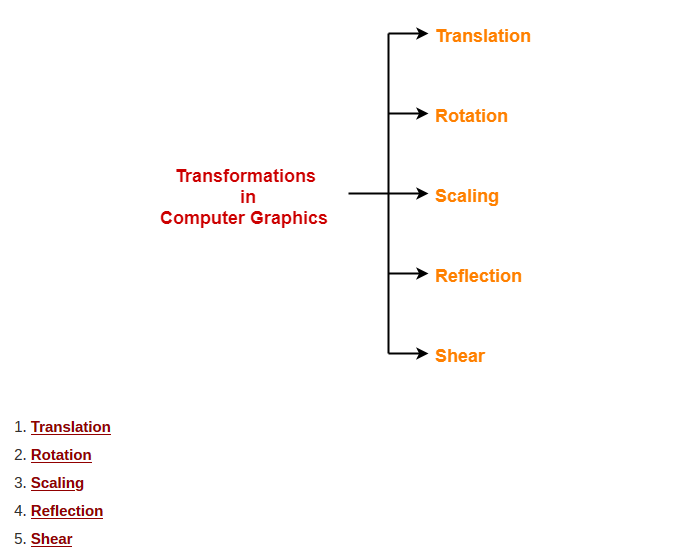 Translation
Rotation
Transformations
in
Computer Graphics
Scaling
Reflection
Shear
1. Translation
2. Rotation
3. Scaling
4. Reflection
5. Shear